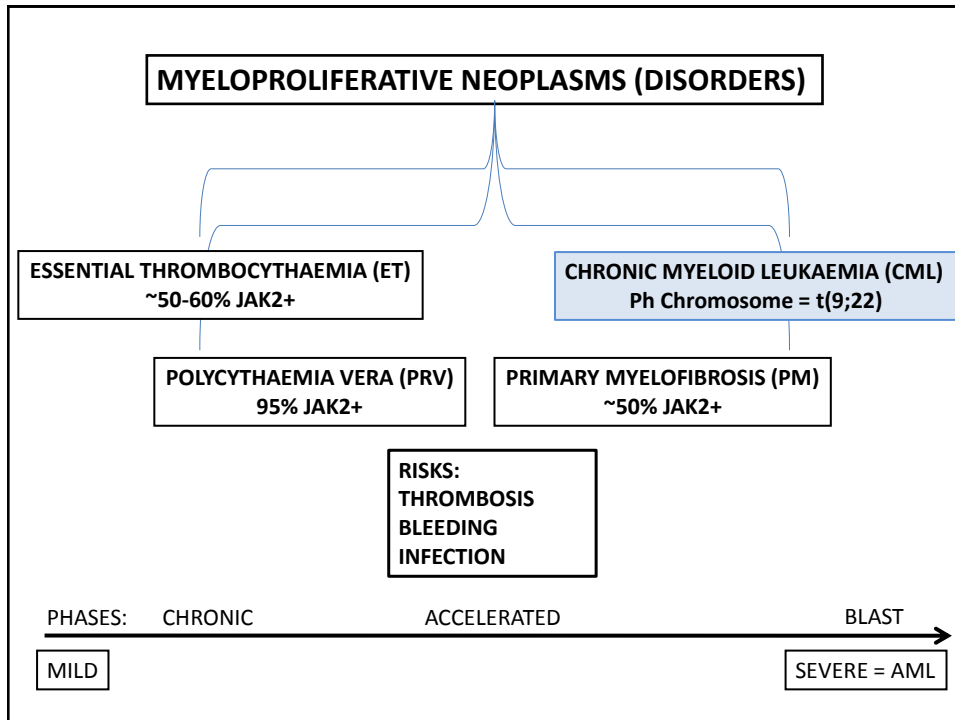 MYELOPROLIFERATIVE NEOPLASMS (DISORDERS)
ESSENTIAL THROMBOCYTHAEMIA (ET)
~50-60% JAK2+
CHRONIC MYELOID LEUKAEMIA (CML)
Ph Chromosome = t(9;22)
POLYCYTHAEMIA VERA (PRV)
95% JAK2+
PRIMARY MYELOFIBROSIS (PM)
~50% JAK2+
RISKS:
THROMBOSIS
BLEEDING
INFECTION
PHASES: CHRONIC ACCELERATED BLAST
MILD SEVERE = AML